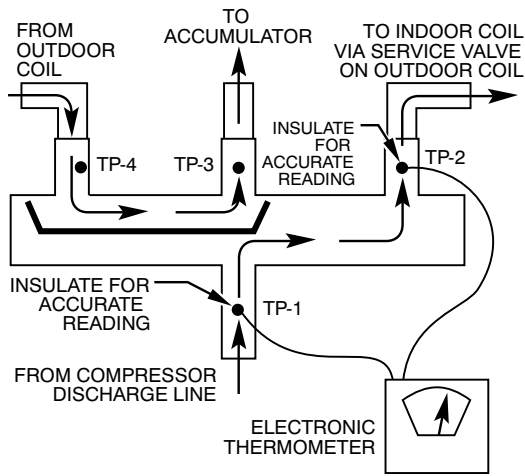 FROM
OUTDOOR
COIL
TO
ACCUMULATOR
TO INDOOR COIL
VIA SERVICE VALVE
ON OUTDOOR COIL
INSULATE
FOR
ACCURATE
READING
TP-4
TP-3
TP-2
INSULATE FOR
ACCURATE
READING
TP-1
FROM COMPRESSOR
DISCHARGE LINE
ELECTRONIC
THERMOMETER